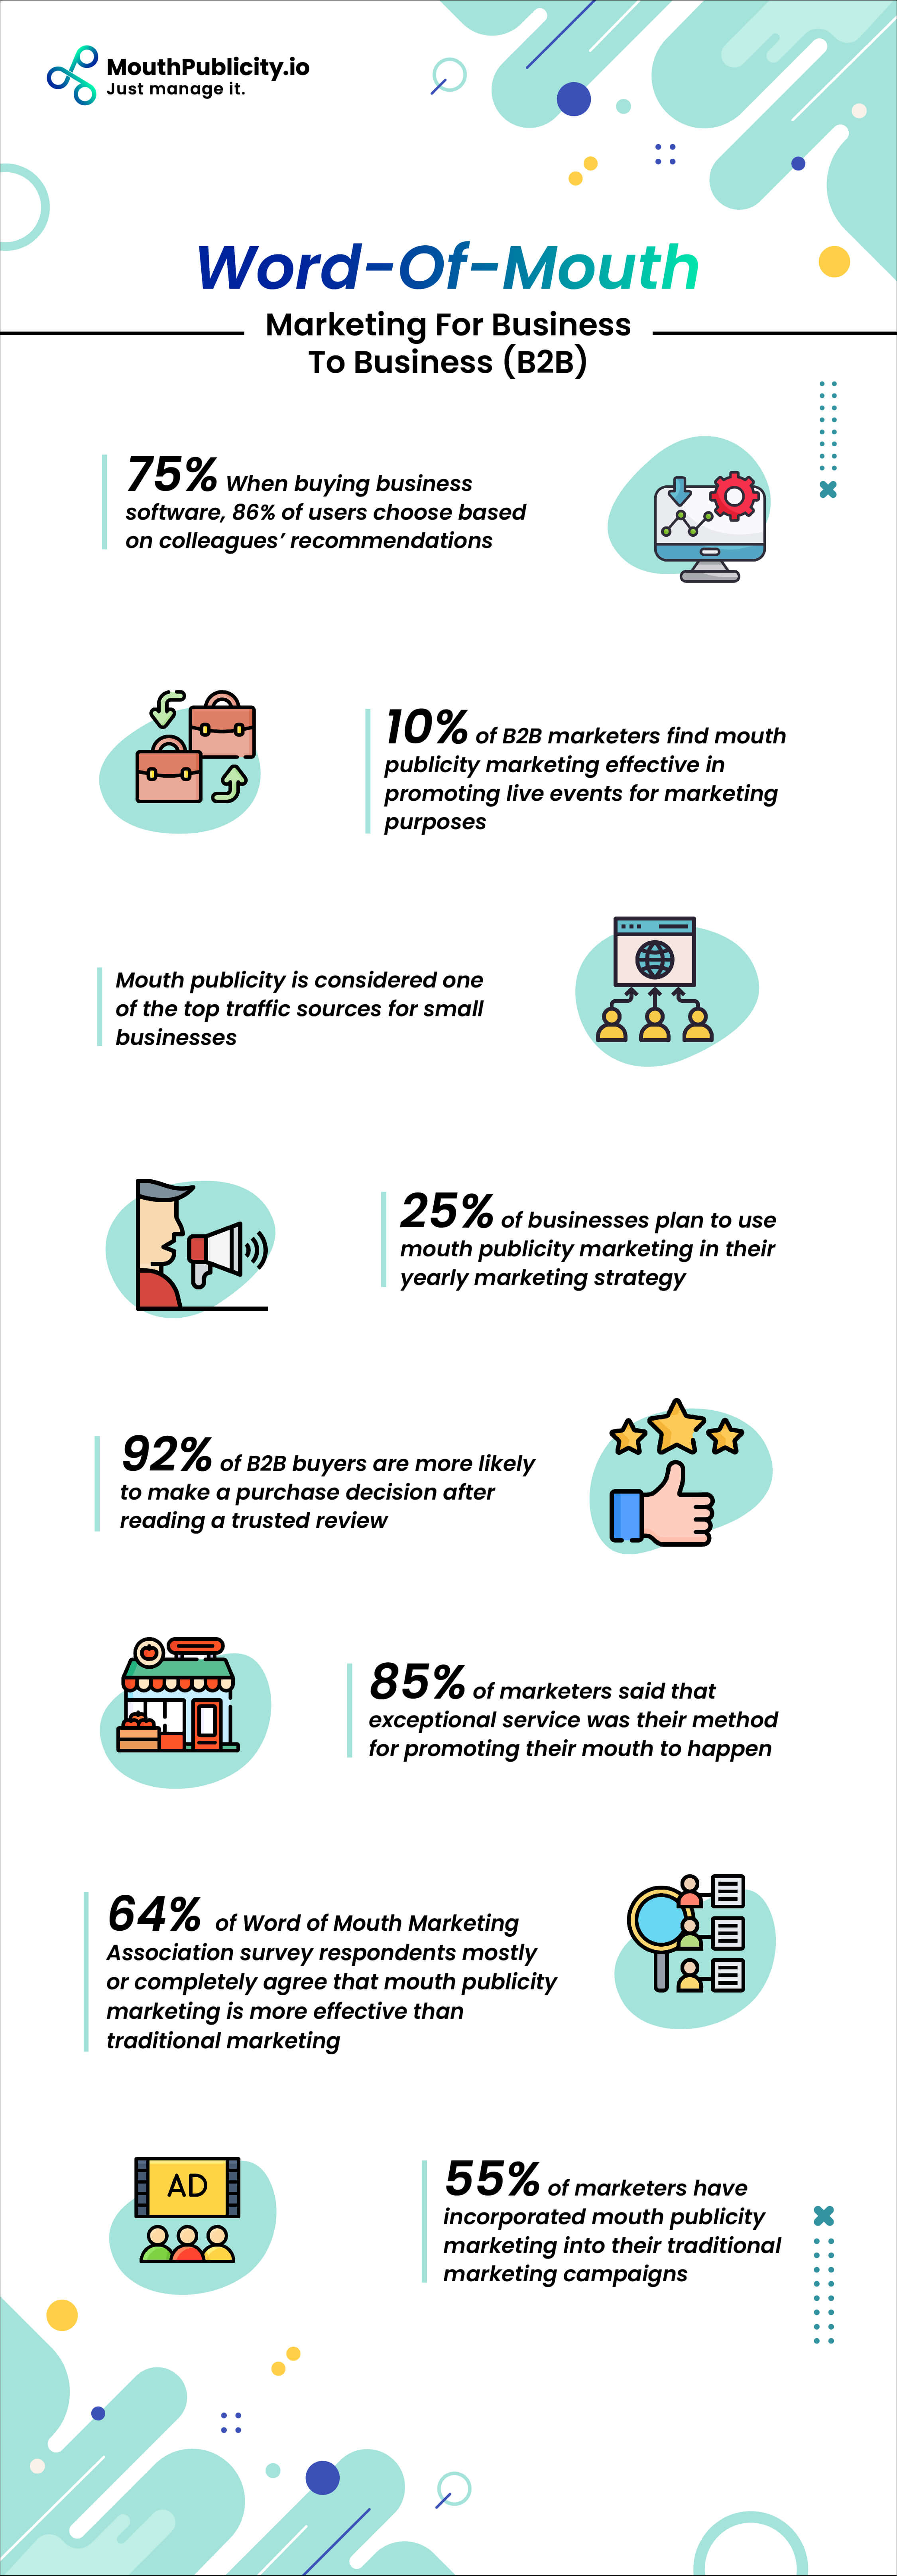 MouthPublicity.io
Just manage it.
Word-Of-Mouth
Marketing For Business
To Business (B2B)
75% When buying business
software, 86% of users choose based
on colleagues’ recommendations
10% of B2B marketers find mouth
publicity marketing effective in
promoting live events for marketing
purposes
Mouth publicity is considered one
of the top traffic sources for small
businesses
25% of businesses plan to use
mouth publicity marketing in their
yearly marketing strategy
92% of B2B buyers are more likely
to make a purchase decision after
reading a trusted review
85% of marketers said that
exceptional service was their method
for promoting their mouth to happen
64% of Word of Mouth Marketing
Association survey respondents mostly
or completely agree that mouth publicity
marketing is more effective than
traditional marketing
AD
55% of marketers have
incorporated mouth publicity
marketing into their traditional
marketing campaigns